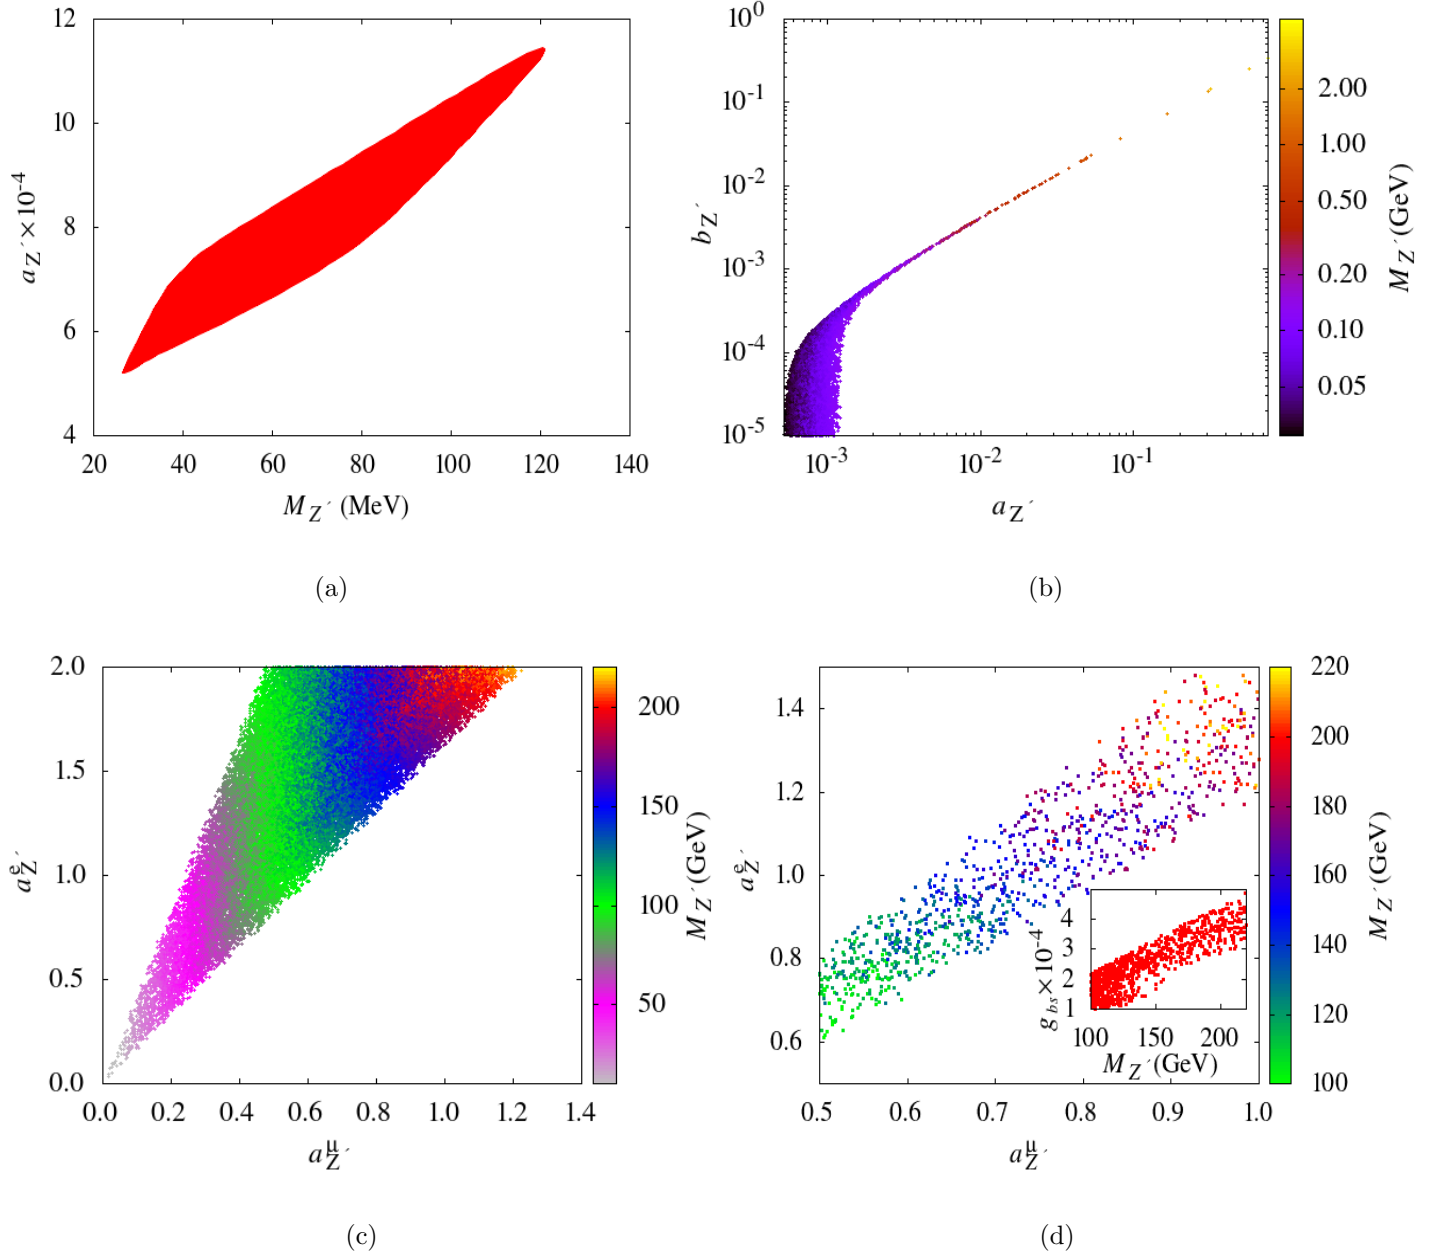 12
10
8
6
4
a_Z´ ×10^-4
20 40 60 80 100 120 140
M_Z´ (MeV)
(a)
10^0
10^-1
10^-2
10^-3
10^-4
10^-5
b_Z´
10^-3 10^-2 10^-1
a_Z´
2.00
1.00
0.50
0.20
0.10
0.05
M_Z´ (GeV)
(b)
2.0
1.5
1.0
0.5
0.0
a^e_Z´
0.0 0.2 0.4 0.6 0.8 1.0 1.2 1.4
a^μ_Z´
200
150
100
50
M_Z´ (GeV)
(c)
1.4
1.2
1.0
0.8
0.6
a^e_Z´
0.5 0.6 0.7 0.8 0.9 1.0
a^μ_Z´
4
3
2
1
g_bs ×10^-4
100 150 200
M_Z´ (GeV)
220
200
180
160
140
120
100
M_Z´ (GeV)
(d)